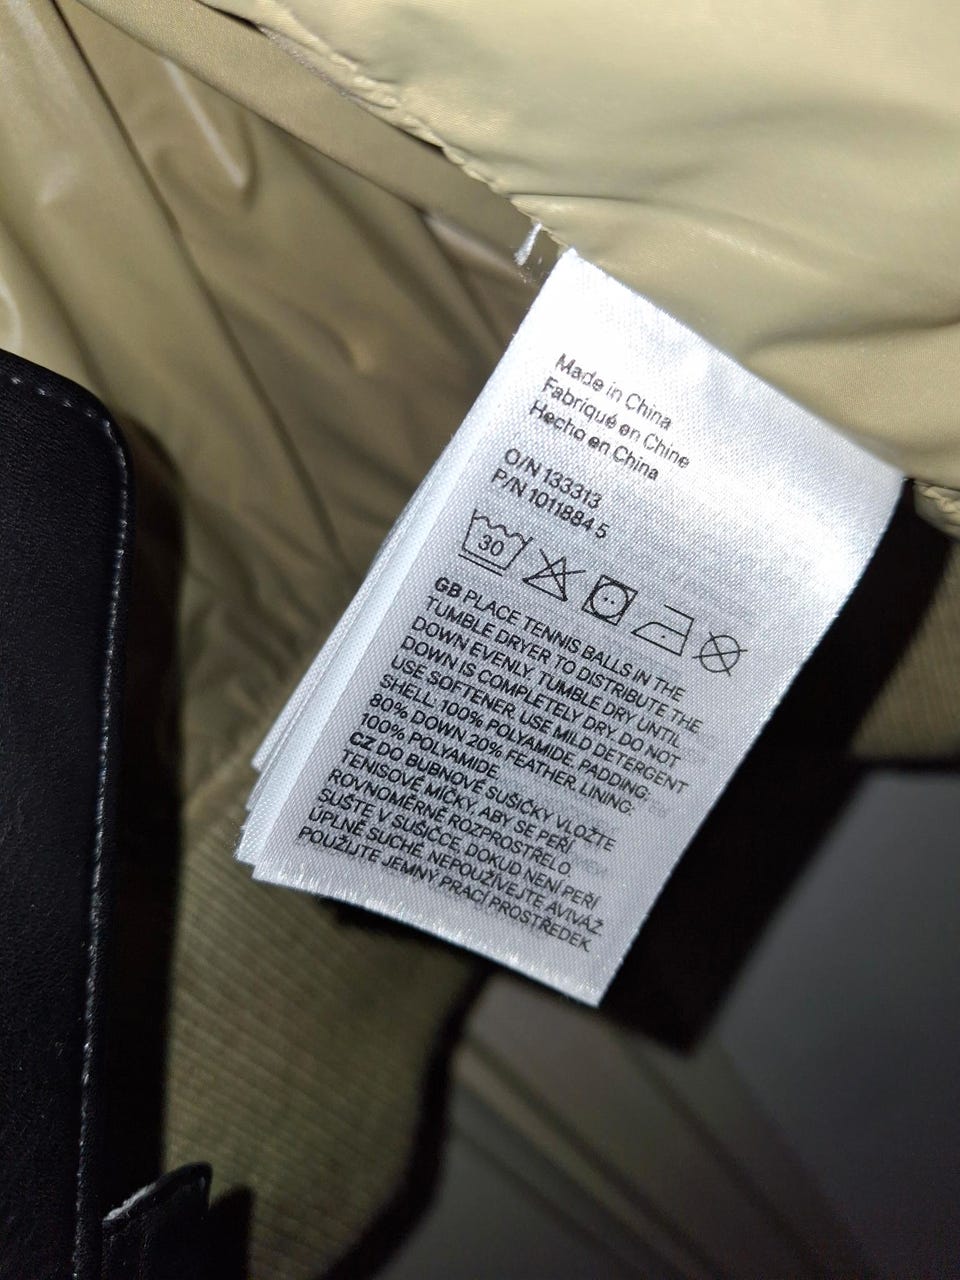 Made in China
Fabriqué en Chine
Hecho en China
O/N 133313
P/N 1011884.5
30
GB PLACE TENNIS BALLS IN THE
TUMBLE DRYER TO DISTRIBUTE THE
DOWN EVENLY. TUMBLE DRY UNTIL
DOWN IS COMPLETELY DRY. DO NOT
USE SOFTENER. USE MILD DETERGENT
SHELL: 100% POLYAMIDE. PADDING:
80% DOWN 20% FEATHER. LINING:
100% POLYAMIDE.
CZ DO BUBNOVÉ SUŠIČKY VLOŽTE
TENISOVÉ MÍČKY, ABY SE PEŘÍ
ROVNOMĚRNĚ ROZPROSTŘELO.
SUŠTE V SUŠIČCE, DOKUD NENÍ PEŘÍ
ÚPLNĚ SUCHÉ. NEPOUŽÍVEJTE AVIVÁŽ.
POUŽIJTE JEMNÝ PRACÍ PROSTŘEDEK.